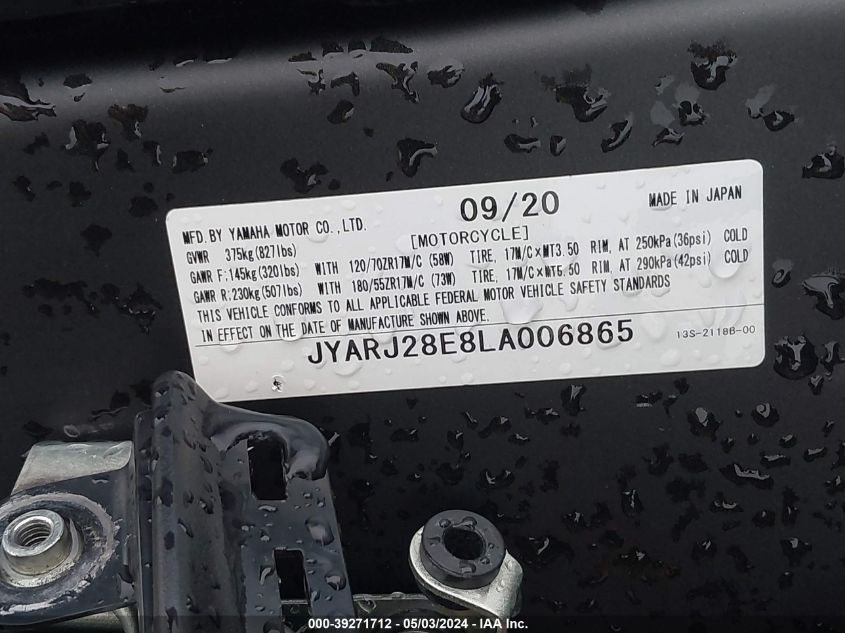 09/20
MADE IN JAPAN
MFD. BY YAMAHA MOTOR CO., LTD.
[MOTORCYCLE]
GVWR 375kg(827lbs)
GAWR F:145kg(320lbs) WITH 120/70ZR17M/C (58W) TIRE, 17M/C×MT3.50 RIM, AT 250kPa(36psi) COLD
GAWR R:230kg(507lbs) WITH 180/55ZR17M/C (73W) TIRE, 17M/C×MT5.50 RIM, AT 290kPa(42psi) COLD
THIS VEHICLE CONFORMS TO ALL APPLICABLE FEDERAL MOTOR VEHICLE SAFETY STANDARDS
IN EFFECT ON THE DATE OF MANUFACTURE SHOWN ABOVE.
JYARJ28E8LA006865
13S-2118B-00
000-39271712 - 05/03/2024 - IAA Inc.